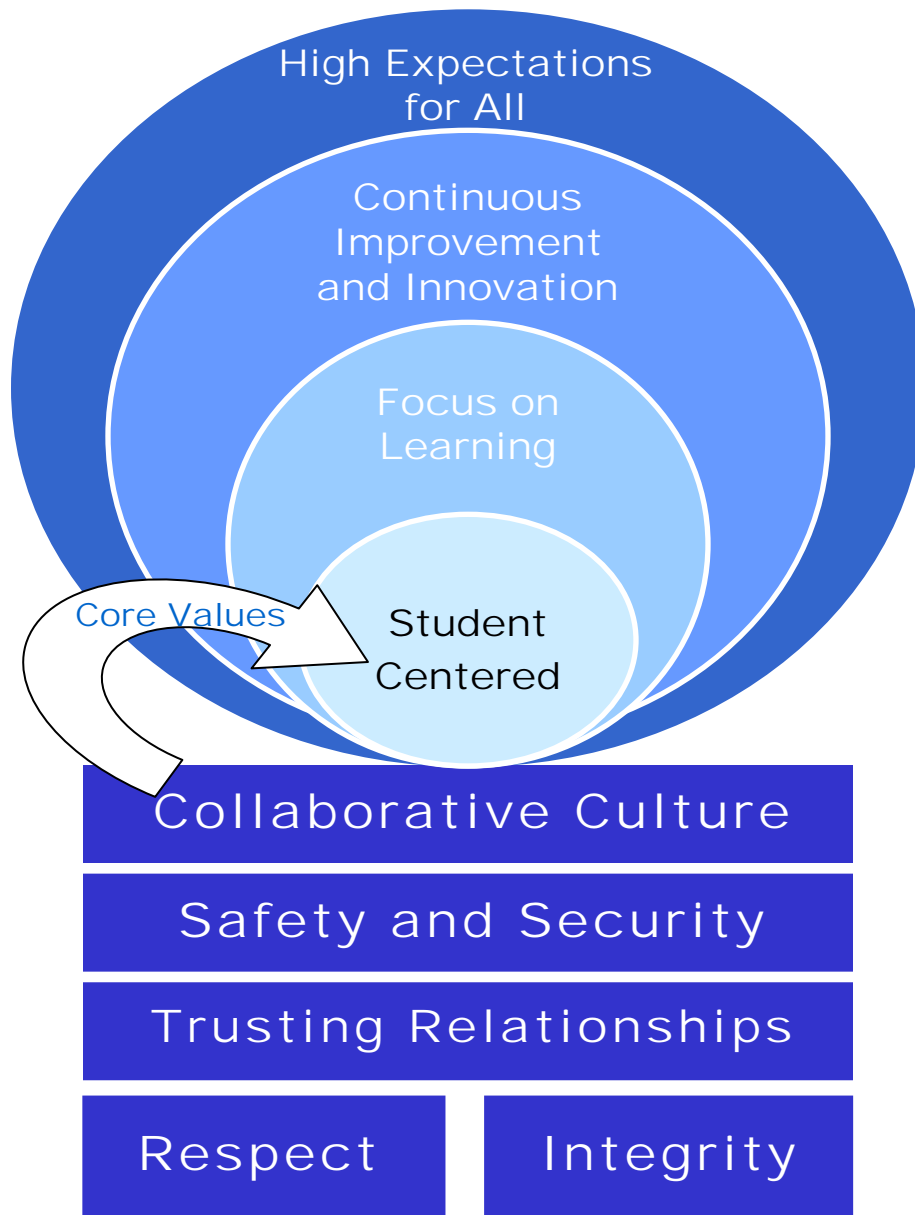 High Expectations
for All
Continuous
Improvement
and Innovation
Focus on
Learning
Core Values
Student
Centered
Collaborative Culture
Safety and Security
Trusting Relationships
Respect
Integrity